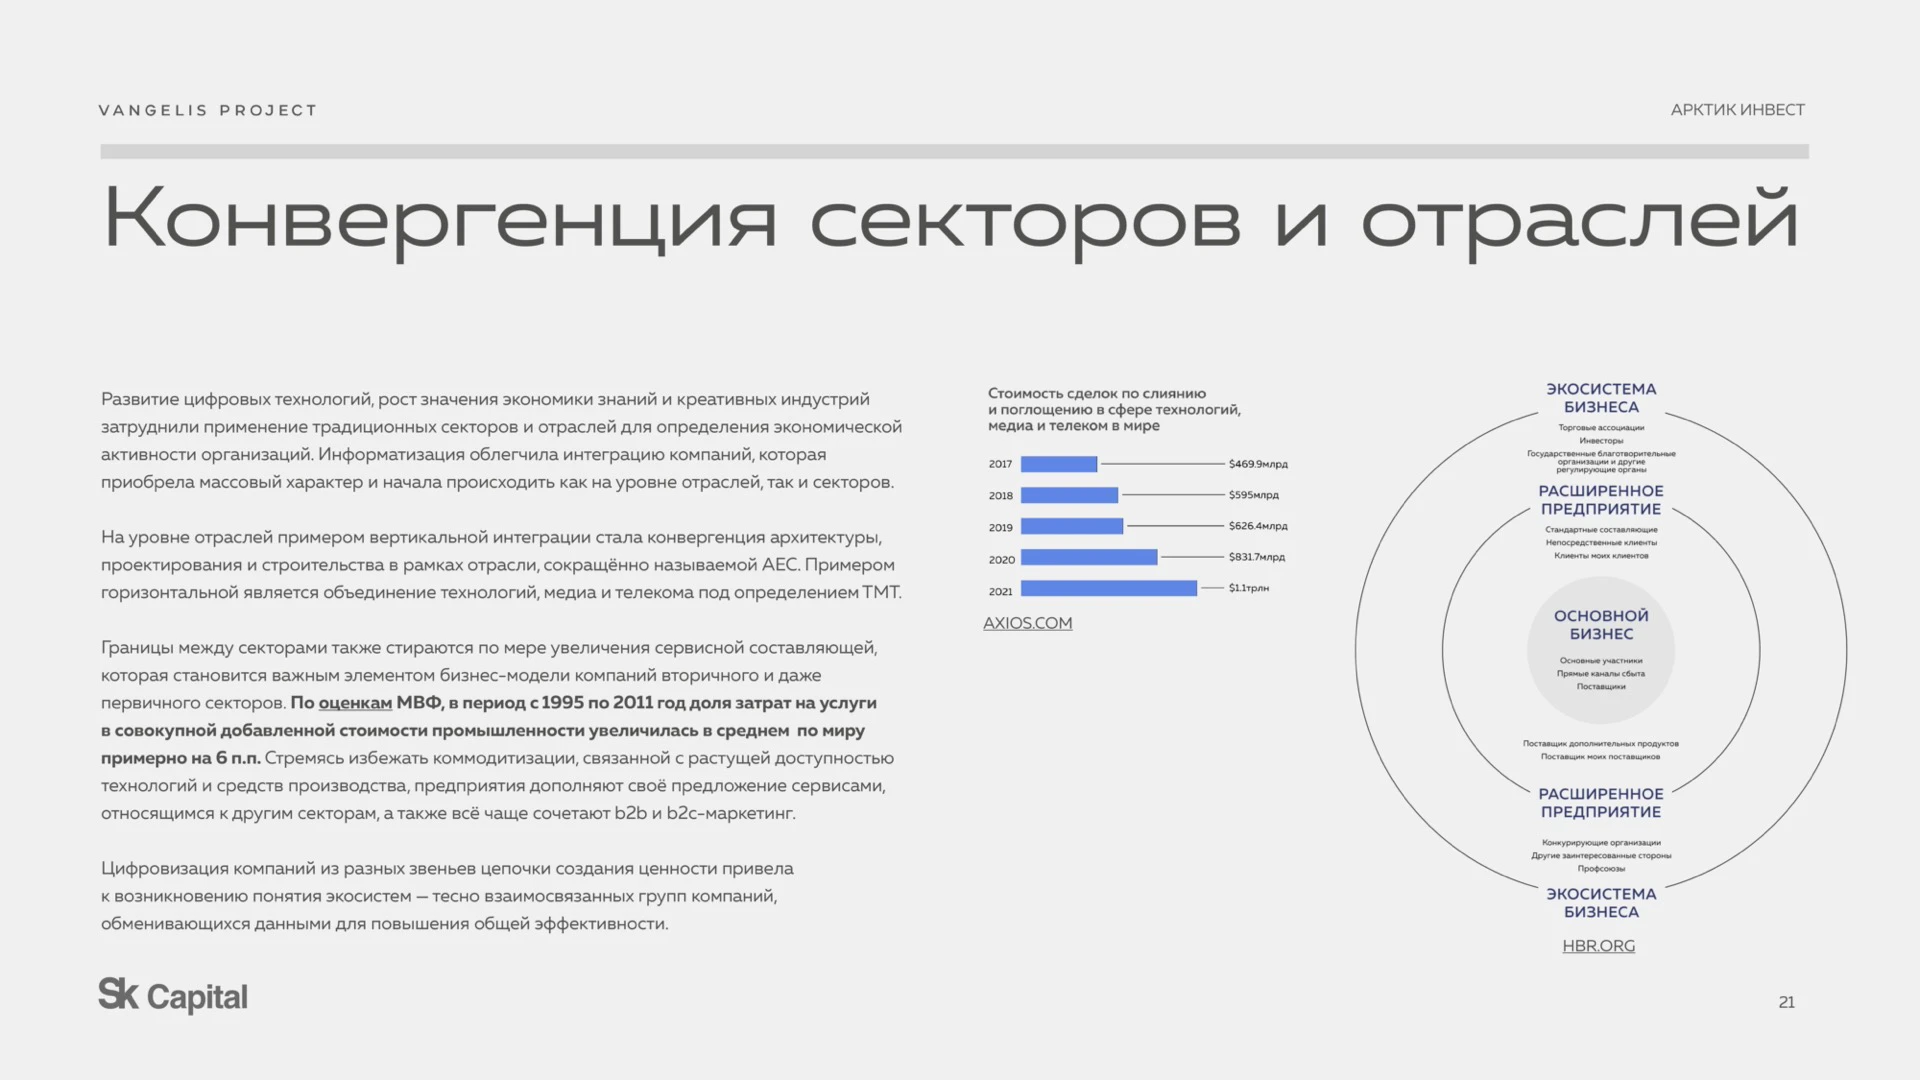 VANGELIS PROJECT
АРКТИК ИНВЕСТ
Конвергенция секторов и отраслей
Развитие цифровых технологий, рост значения экономики знаний и креативных индустрий
затруднили применение традиционных секторов и отраслей для определения экономической
активности организаций. Информатизация облегчила интеграцию компаний, которая
приобрела массовый характер и начала происходить как на уровне отраслей, так и секторов.
На уровне отраслей примером вертикальной интеграции стала конвергенция архитектуры,
проектирования и строительства в рамках отрасли, сокращённо называемой AEC. Примером
горизонтальной является объединение технологий, медиа и телекома под определением ТМТ.
Границы между секторами также стираются по мере увеличения сервисной составляющей,
которая становится важным элементом бизнес-модели компаний вторичного и даже
первичного секторов. По оценкам МВФ, в период с 1995 по 2011 год доля затрат на услуги
в совокупной добавленной стоимости промышленности увеличилась в среднем по миру
примерно на 6 п.п. Стремясь избежать коммодитизации, связанной с растущей доступностью
технологий и средств производства, предприятия дополняют своё предложение сервисами,
относящимся к другим секторам, а также всё чаще сочетают b2b и b2c-маркетинг.
Цифровизация компаний из разных звеньев цепочки создания ценности привела
к возникновению понятия экосистем — тесно взаимосвязанных групп компаний,
обменивающихся данными для повышения общей эффективности.
Стоимость сделок по слиянию
и поглощению в сфере технологий,
медиа и телеком в мире
2017 $469.9млрд
2018 $595млрд
2019 $626.4млрд
2020 $831.7млрд
2021 $1.1трлн
AXIOS.COM
ЭКОСИСТЕМА
БИЗНЕСА
Торговые ассоциации
Инвесторы
Государственные благотворительные
организации и другие
регулирующие органы
РАСШИРЕННОЕ
ПРЕДПРИЯТИЕ
Стандартные составляющие
Непосредственные клиенты
Клиенты моих клиентов
ОСНОВНОЙ
БИЗНЕС
Основные участники
Прямые каналы сбыта
Поставщики
Поставщик дополнительных продуктов
Поставщик моих поставщиков
РАСШИРЕННОЕ
ПРЕДПРИЯТИЕ
Конкурирующие организации
Другие заинтересованные стороны
Профсоюзы
ЭКОСИСТЕМА
БИЗНЕСА
HBR.ORG
Sk Capital
21